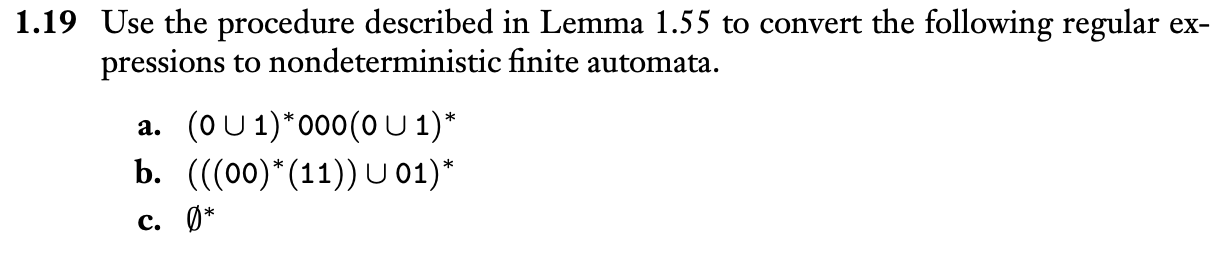 1.19 Use the procedure described in Lemma 1.55 to convert the following regular ex-
pressions to nondeterministic finite automata.
a. (0 ∪ 1)*000(0 ∪ 1)*
b. (((00)*(11)) ∪ 01)*
c. ∅*